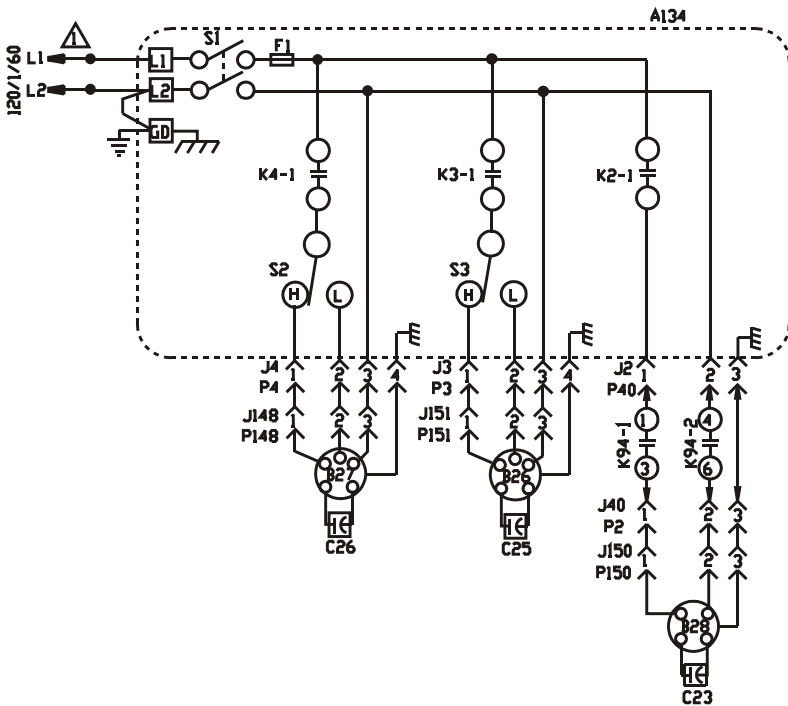 A134
1
S1
F1
L1 L1
120/1/60
L2 L2
GD
K4-1 K3-1 K2-1
S2 S3
H L H L
J4 1 2 3 4 J3 1 2 3 4 J2 1 2 3
P4 P3 P40
J148 1 2 3 J151 1 2 3 K94-1 1 K94-2 4
P148 P151
B27 B26 3 6
J40 1 2 3
C26 C25 P2
J150 1 2 3
P150
B28
C23